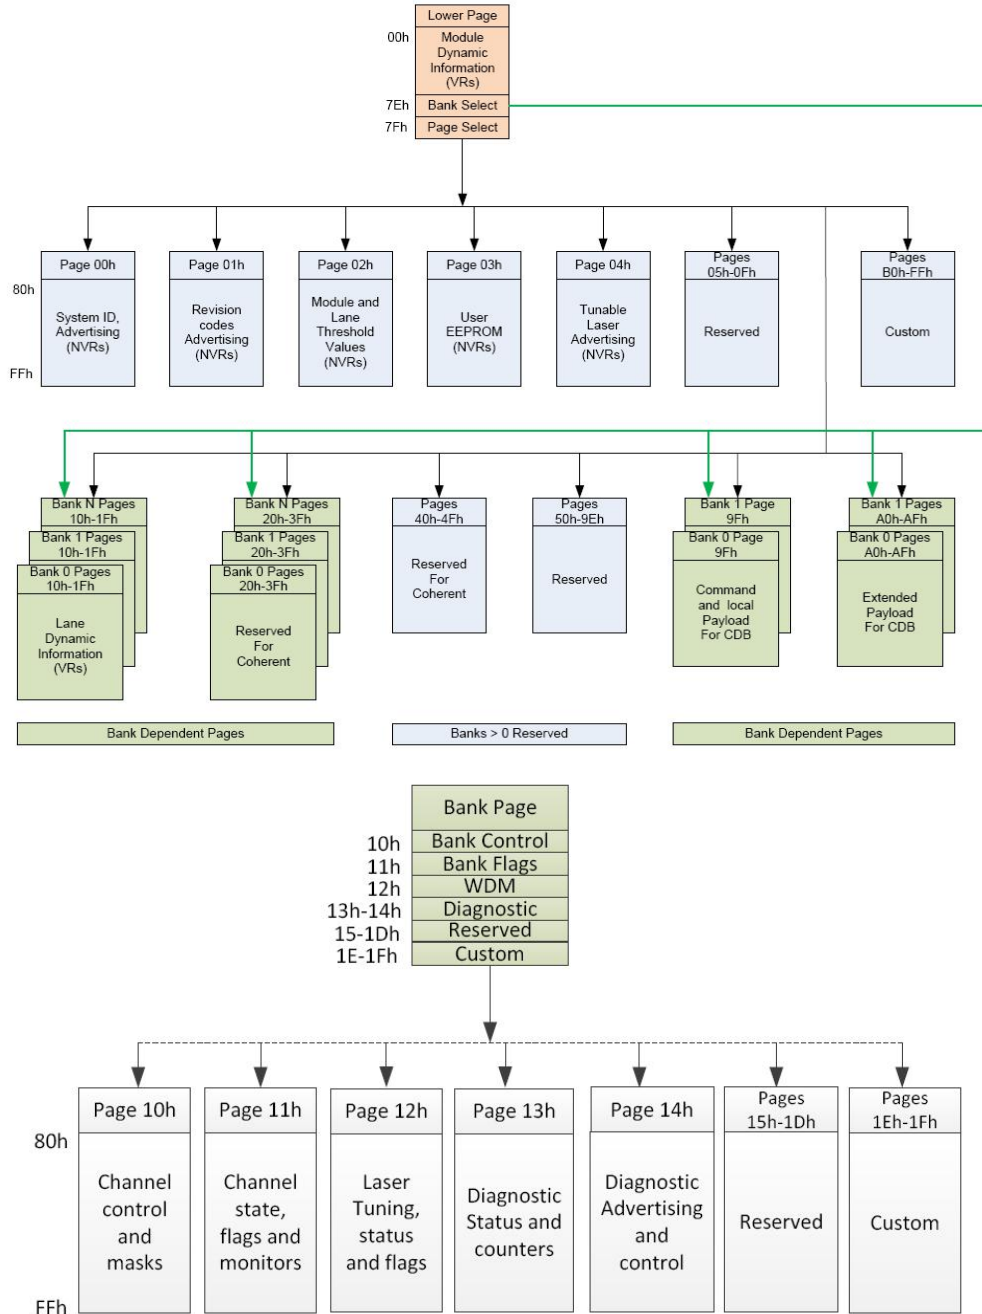 Lower Page
00h
Module
Dynamic
Information
(VRs)
7Eh
Bank Select
7Fh
Page Select
Page 00h
Page 01h
Page 02h
Page 03h
Page 04h
Pages
05h-0Fh
Pages
B0h-FFh
80h
System ID,
Advertising
(NVRs)
Revision
codes
Advertising
(NVRs)
Module and
Lane
Threshold
Values
(NVRs)
User
EEPROM
(NVRs)
Tunable
Laser
Advertising
(NVRs)
Reserved
Custom
FFh
Bank N Pages
10h-1Fh
Bank 1 Pages
10h-1Fh
Bank 0 Pages
10h-1Fh
Lane
Dynamic
Information
(VRs)
Bank N Pages
20h-3Fh
Bank 1 Pages
20h-3Fh
Bank 0 Pages
20h-3Fh
Reserved
For
Coherent
Pages
40h-4Fh
Reserved
For
Coherent
Pages
50h-9Eh
Reserved
Bank 1 Page
9Fh
Bank 0 Page
9Fh
Command
and local
Payload
For CDB
Bank 1 Pages
A0h-AFh
Bank 0 Pages
A0h-AFh
Extended
Payload
For CDB
Bank Dependent Pages
Banks > 0 Reserved
Bank Dependent Pages
Bank Page
10h
Bank Control
11h
Bank Flags
12h
WDM
13h-14h
Diagnostic
15-1Dh
Reserved
1E-1Fh
Custom
Page 10h
Page 11h
Page 12h
Page 13h
Page 14h
Pages
15h-1Dh
Pages
1Eh-1Fh
80h
Channel
control
and
masks
Channel
state,
flags and
monitors
Laser
Tuning,
status
and flags
Diagnostic
Status and
counters
Diagnostic
Advertising
and
control
Reserved
Custom
FFh